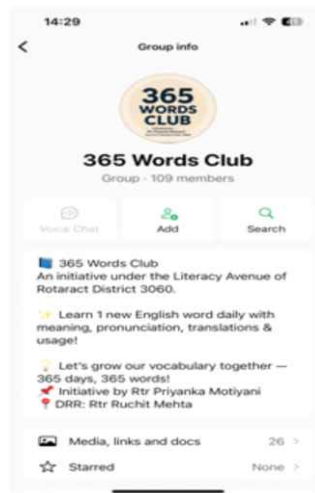 14:29
Group info
365
WORDS
CLUB
365 Words Club
Group · 109 members
Voice Chat
Add
Search
📘 365 Words Club
An initiative under the Literacy Avenue of
Rotaract District 3060.
✨ Learn 1 new English word daily with
meaning, pronunciation, translations &
usage!
💡 Let's grow our vocabulary together —
365 days, 365 words!
📌 Initiative by Rtr Priyanka Motiyani
📍 DRR: Rtr Ruchit Mehta
Media, links and docs 26 >
Starred None >